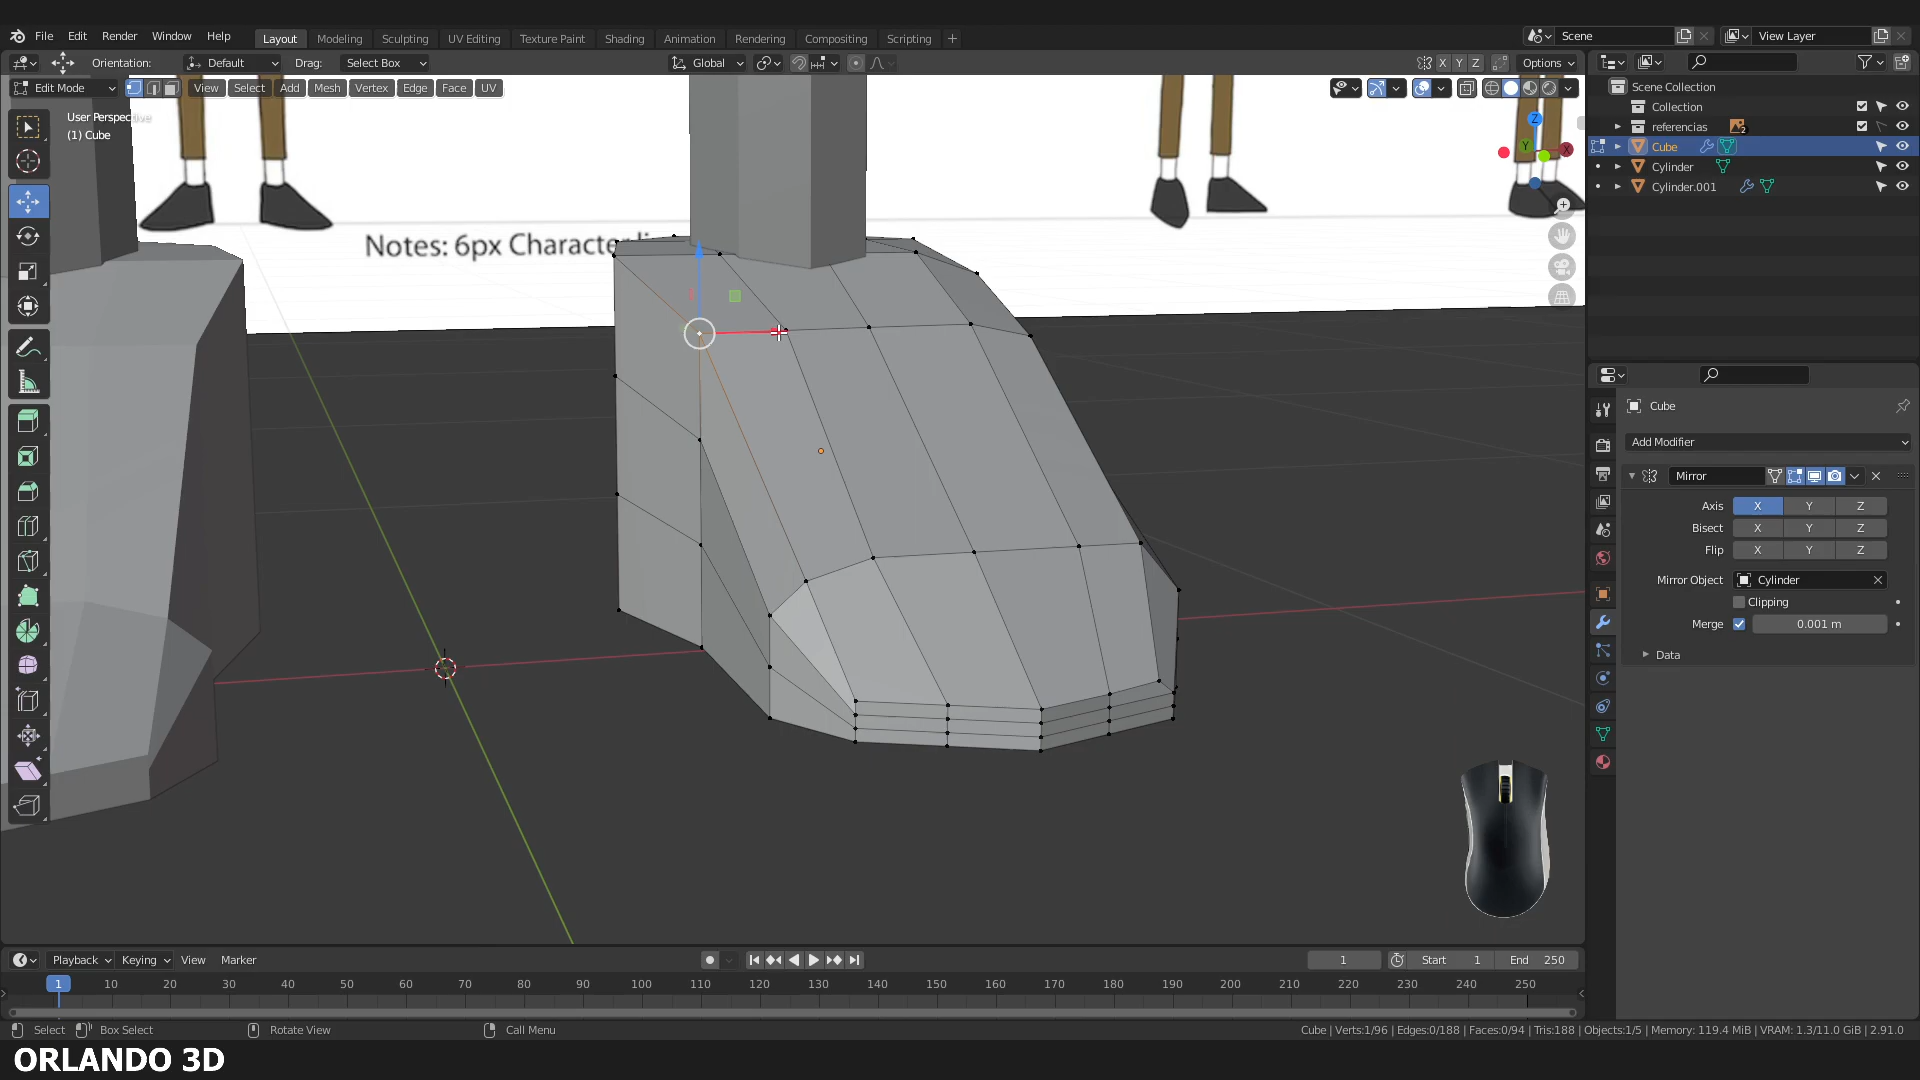 File Edit Render Window Help
Layout Modeling Sculpting UV Editing Texture Paint Shading Animation Rendering Compositing Scripting +
Scene
View Layer
Orientation: Default Drag: Select Box
Global
X Y Z Options
Edit Mode View Select Add Mesh Vertex Edge Face UV
User Perspective
(1) Cube
Notes: 6px Character
Z
Y
X
Scene Collection
Collection
referencias 2
Cube
Cylinder
Cylinder.001
Cube
Add Modifier
Mirror
Axis X Y Z
Bisect X Y Z
Flip X Y Z
Mirror Object Cylinder
Clipping
Merge 0.001 m
Data
Playback Keying View Marker
1 Start 1 End 250
1 10 20 30 40 50 60 70 80 90 100 110 120 130 140 150 160 170 180 190 200 210 220 230 240 250
Select Box Select Rotate View Call Menu
Cube | Verts:1/96 | Edges:0/188 | Faces:0/94 | Tris:188 | Objects:1/5 | Memory: 119.4 MiB | VRAM: 1.3/11.0 GiB | 2.91.0
ORLANDO 3D